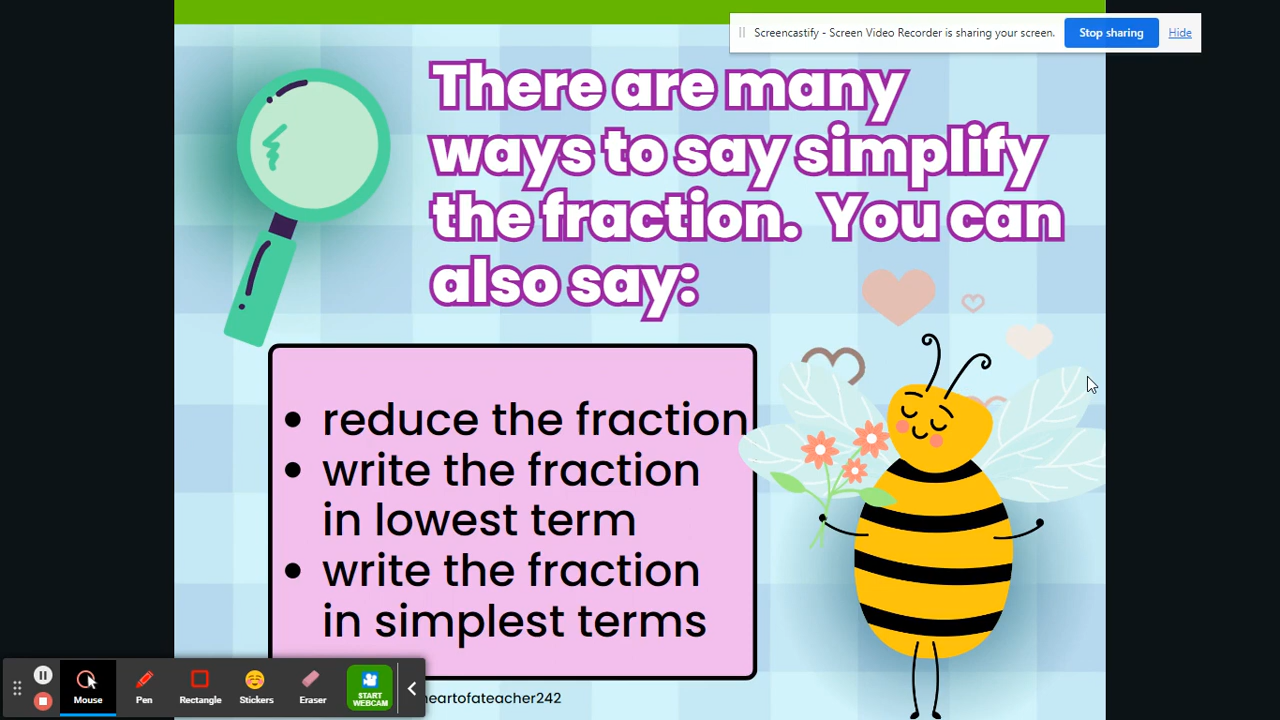 Screencastify - Screen Video Recorder is sharing your screen.
Stop sharing
Hide
There are many
ways to say simplify
the fraction. You can
also say:
• reduce the fraction
• write the fraction
in lowest term
• write the fraction
in simplest terms
Mouse
Pen
Rectangle
Stickers
Eraser
START
WEBCAM
heartofateacher242